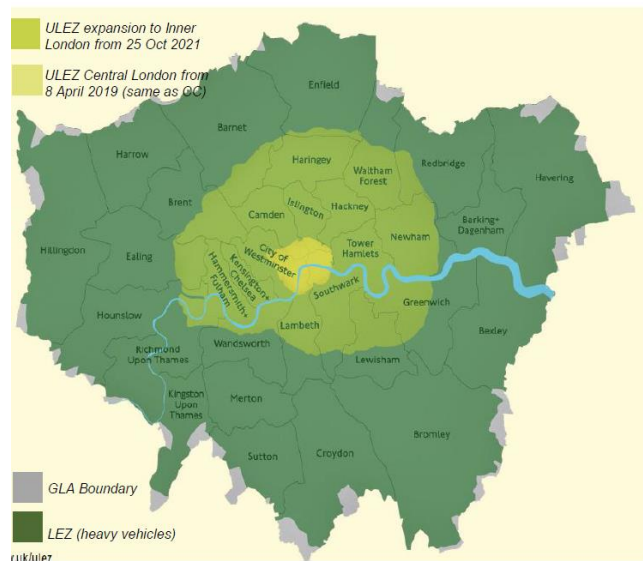 ULEZ expansion to Inner
London from 25 Oct 2021
ULEZ Central London from
8 April 2019 (same as CC)
Enfield
Barnet
Harrow
Haringey
Waltham
Forest
Redbridge
Havering
Brent
Camden
Islington
Hackney
Barking+
Dagenham
Hillingdon
Ealing
City of
Westminster
Tower
Hamlets
Newham
Kensington+
Chelsea
Hammersmith+
Fulham
Southwark
Greenwich
Hounslow
Lambeth
Bexley
Richmond
Upon Thames
Wandsworth
Lewisham
Kingston
Upon
Thames
Merton
Bromley
Sutton
Croydon
GLA Boundary
LEZ (heavy vehicles)
uk/ulez